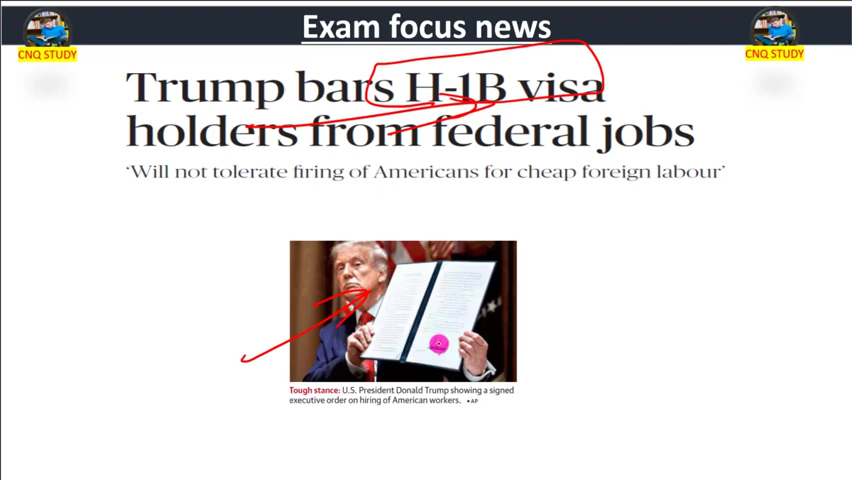 Exam focus news
CNQ STUDY
CNQ STUDY
Trump bars H-1B visa
holders from federal jobs
‘Will not tolerate firing of Americans for cheap foreign labour’
Tough stance: U.S. President Donald Trump showing a signed
executive order on hiring of American workers. • AP